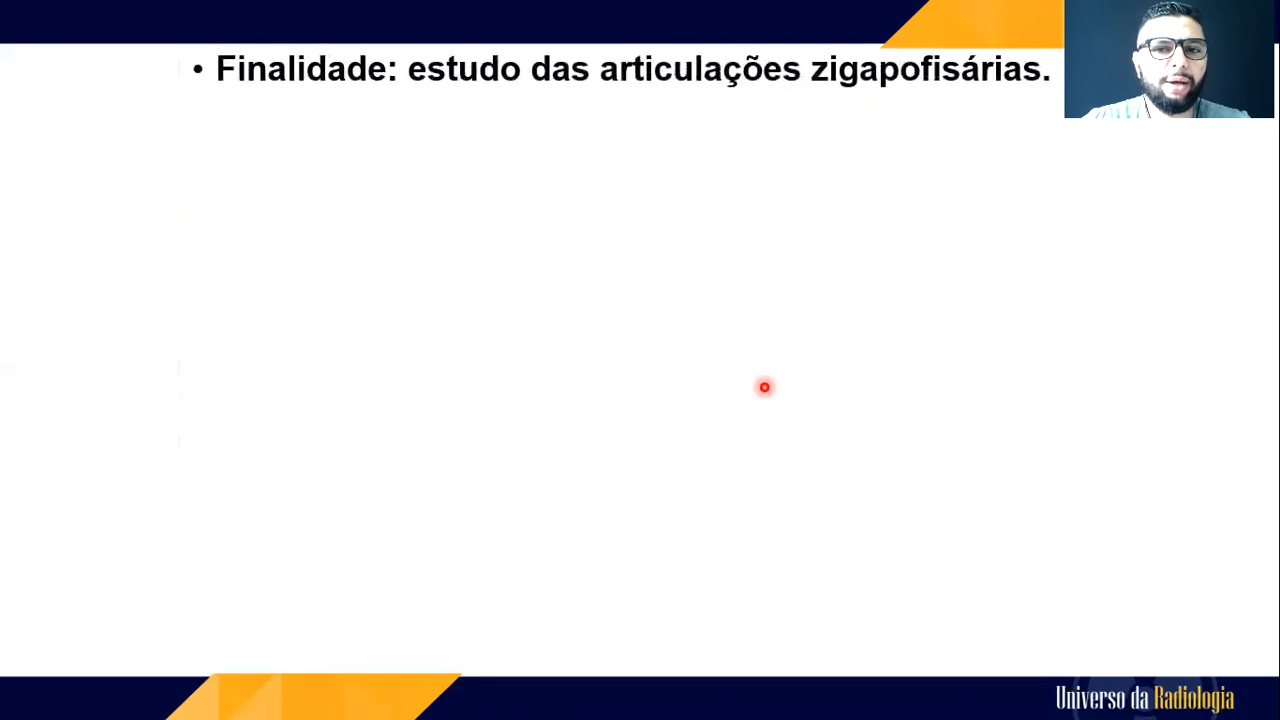 • Finalidade: estudo das articulações zigapofisárias.
Universo da Radiologia